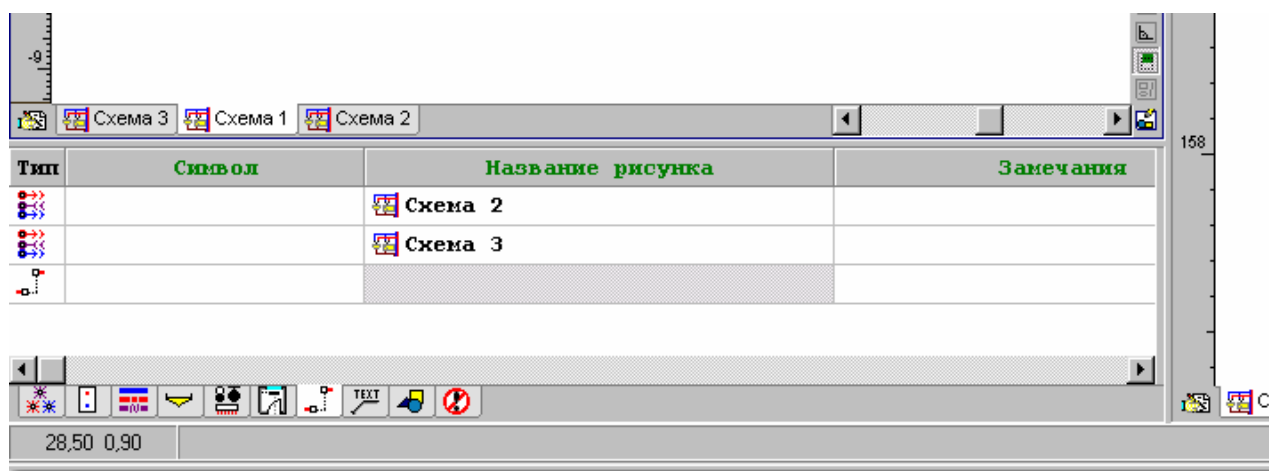 -9
Схема 3 Схема 1 Схема 2
158
Тип Символ Название рисунка Замечания
Схема 2
Схема 3
TEXT
С
28,50 0,90